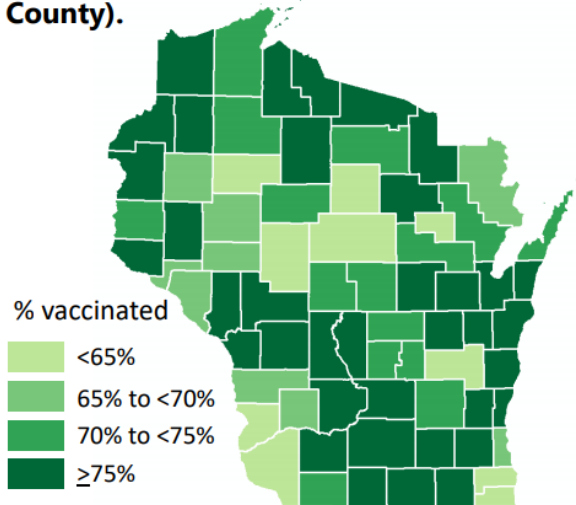 County).
% vaccinated
<65%
65% to <70%
70% to <75%
≥75%